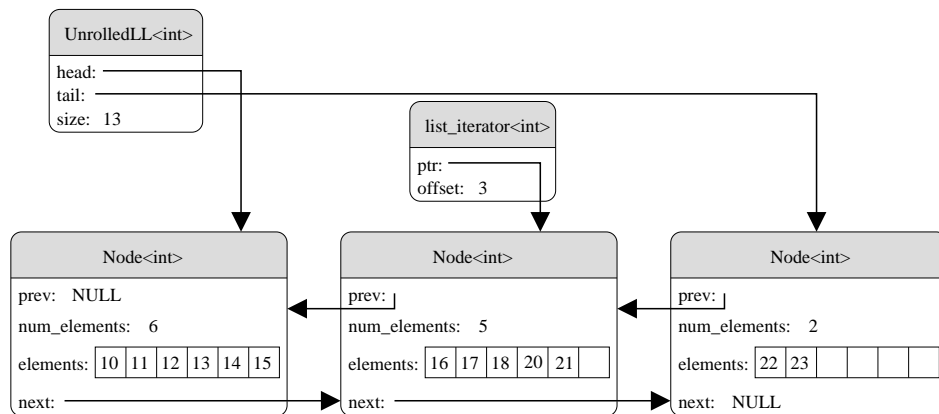 UnrolledLL<int>
head:
tail:
size: 13
list_iterator<int>
ptr:
offset: 3
Node<int>
prev: NULL
num_elements: 6
elements: 10 11 12 13 14 15
next:
Node<int>
prev:
num_elements: 5
elements: 16 17 18 20 21
next:
Node<int>
prev:
num_elements: 2
elements: 22 23
next: NULL